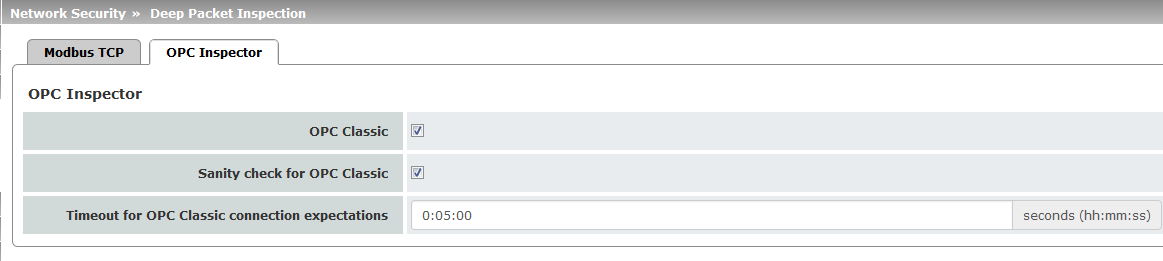 Network Security » Deep Packet Inspection
Modbus TCP OPC Inspector
OPC Inspector
OPC Classic
Sanity check for OPC Classic
Timeout for OPC Classic connection expectations 0:05:00 seconds (hh:mm:ss)